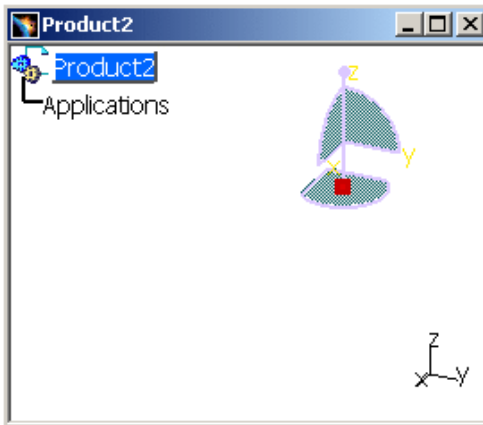 Product2
Product2
Applications
z
y
x
z
x y